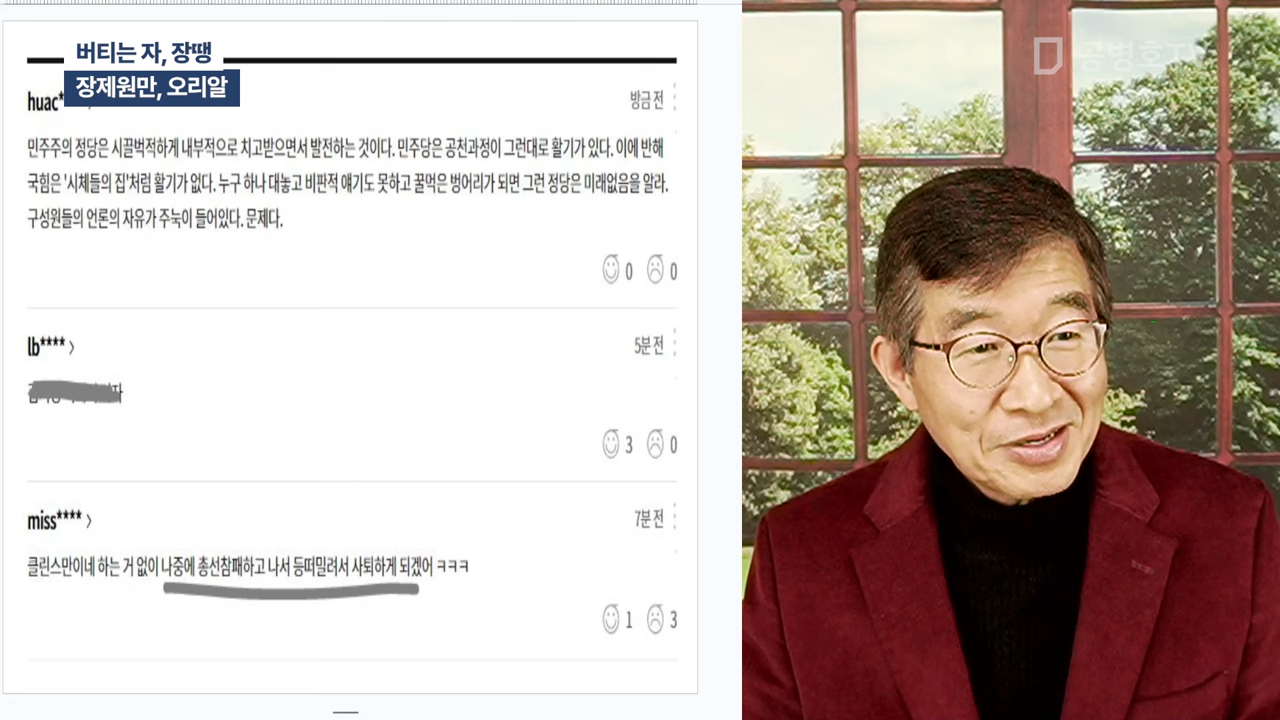 버티는 자, 장땡
장제원만, 오리알
huac*
방금 전
민주주의 정당은 시끌벅적하게 내부적으로 치고받으면서 발전하는 것이다. 민주당은 공천과정이 그런대로 활기가 있다. 이에 반해
국힘은 '시체들의 집'처럼 활기가 없다. 누구 하나 대놓고 비판적 얘기도 못하고 꿀먹은 벙어리가 되면 그런 정당은 미래없음을 알라.
구성원들의 언론의 자유가 주눅이 들어있다. 문제다.
0 0
lb**** >
5분 전
3 0
miss**** >
7분 전
클린스만이네 하는 거 없이 나중에 총선참패하고 나서 등떠밀려서 사퇴하게 되겠어 ㅋㅋㅋ
1 3
공병호TV